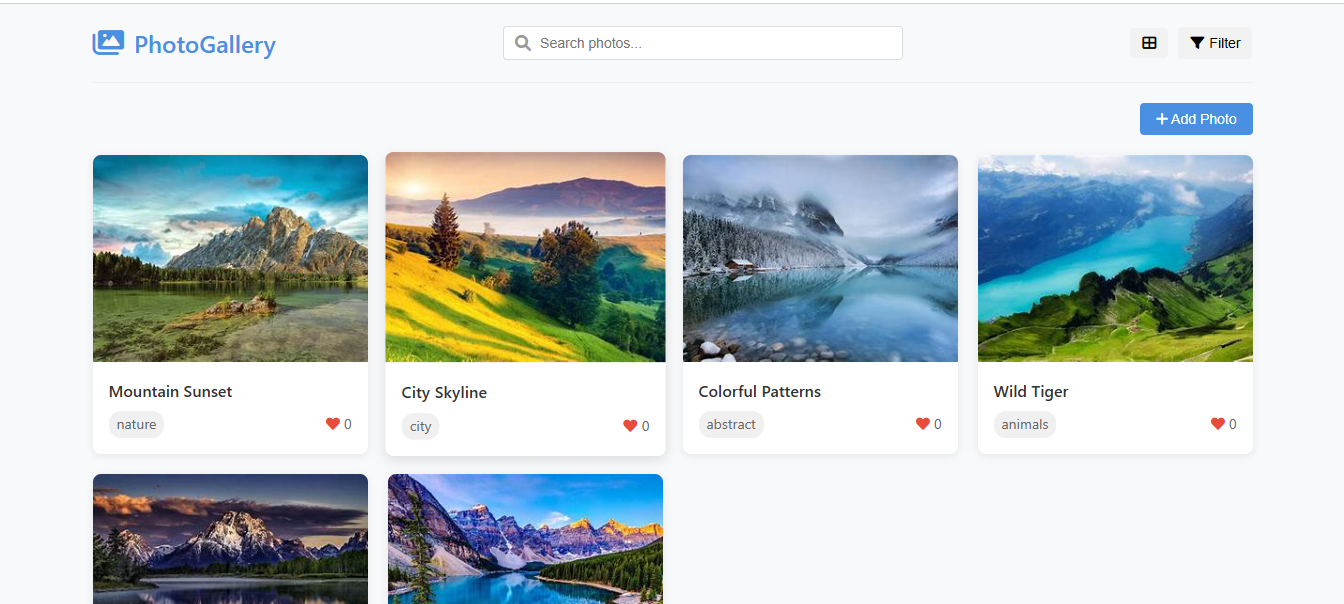 PhotoGallery
Search photos...
Filter
+ Add Photo
Mountain Sunset
nature
0
City Skyline
city
0
Colorful Patterns
abstract
0
Wild Tiger
animals
0